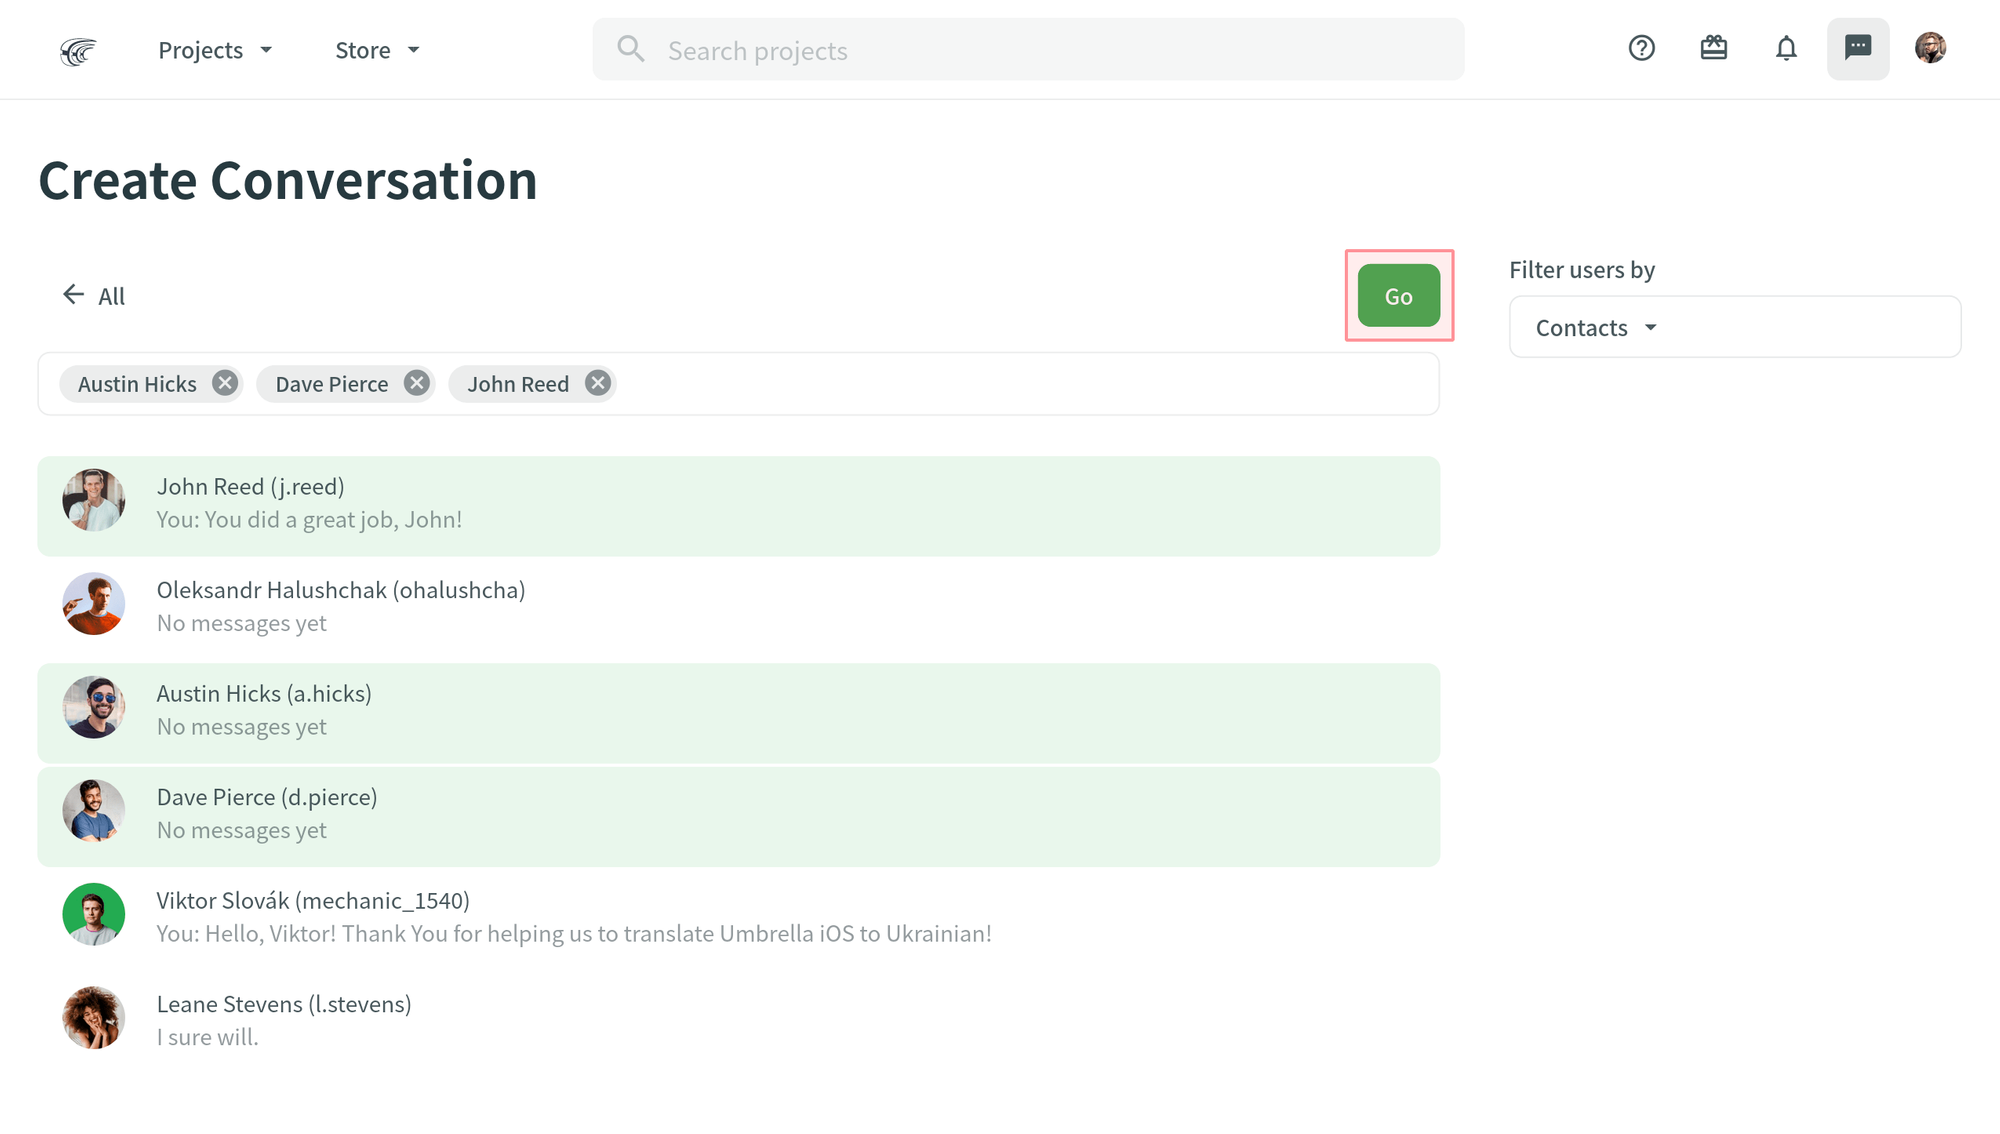 Projects
Store
Search projects
Create Conversation
All
Go
Filter users by
Contacts
Austin Hicks
Dave Pierce
John Reed
John Reed (j.reed)
You: You did a great job, John!
Oleksandr Halushchak (ohalushcha)
No messages yet
Austin Hicks (a.hicks)
No messages yet
Dave Pierce (d.pierce)
No messages yet
Viktor Slovák (mechanic_1540)
You: Hello, Viktor! Thank You for helping us to translate Umbrella iOS to Ukrainian!
Leane Stevens (l.stevens)
I sure will.